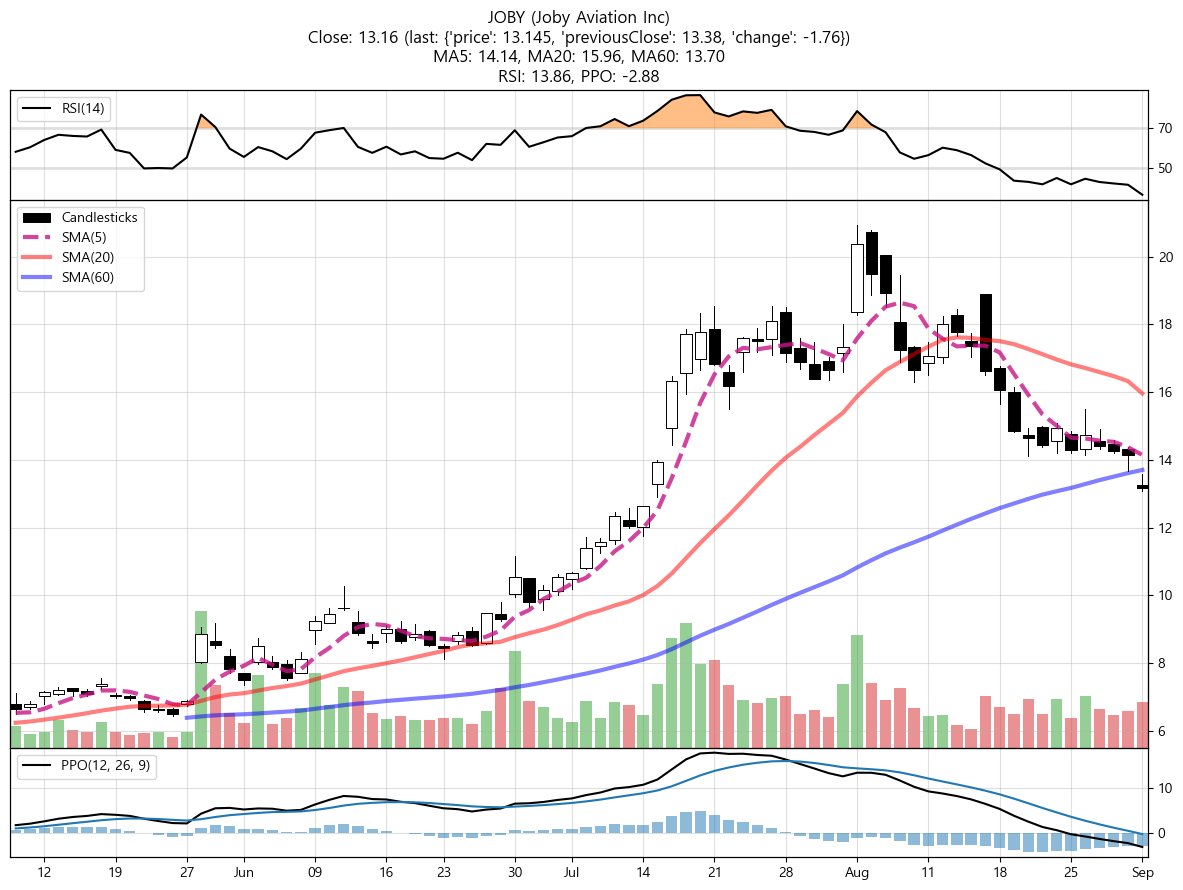 JOBY (Joby Aviation Inc)
Close: 13.16 (last: {'price': 13.145, 'previousClose': 13.38, 'change': -1.76})
MA5: 14.14, MA20: 15.96, MA60: 13.70
RSI: 13.86, PPO: -2.88
RSI(14)
70
50
Candlesticks
SMA(5)
SMA(20)
SMA(60)
20
18
16
14
12
10
8
6
PPO(12, 26, 9)
10
0
12 19 27 Jun 09 16 23 30 Jul 14 21 28 Aug 11 18 25 Sep